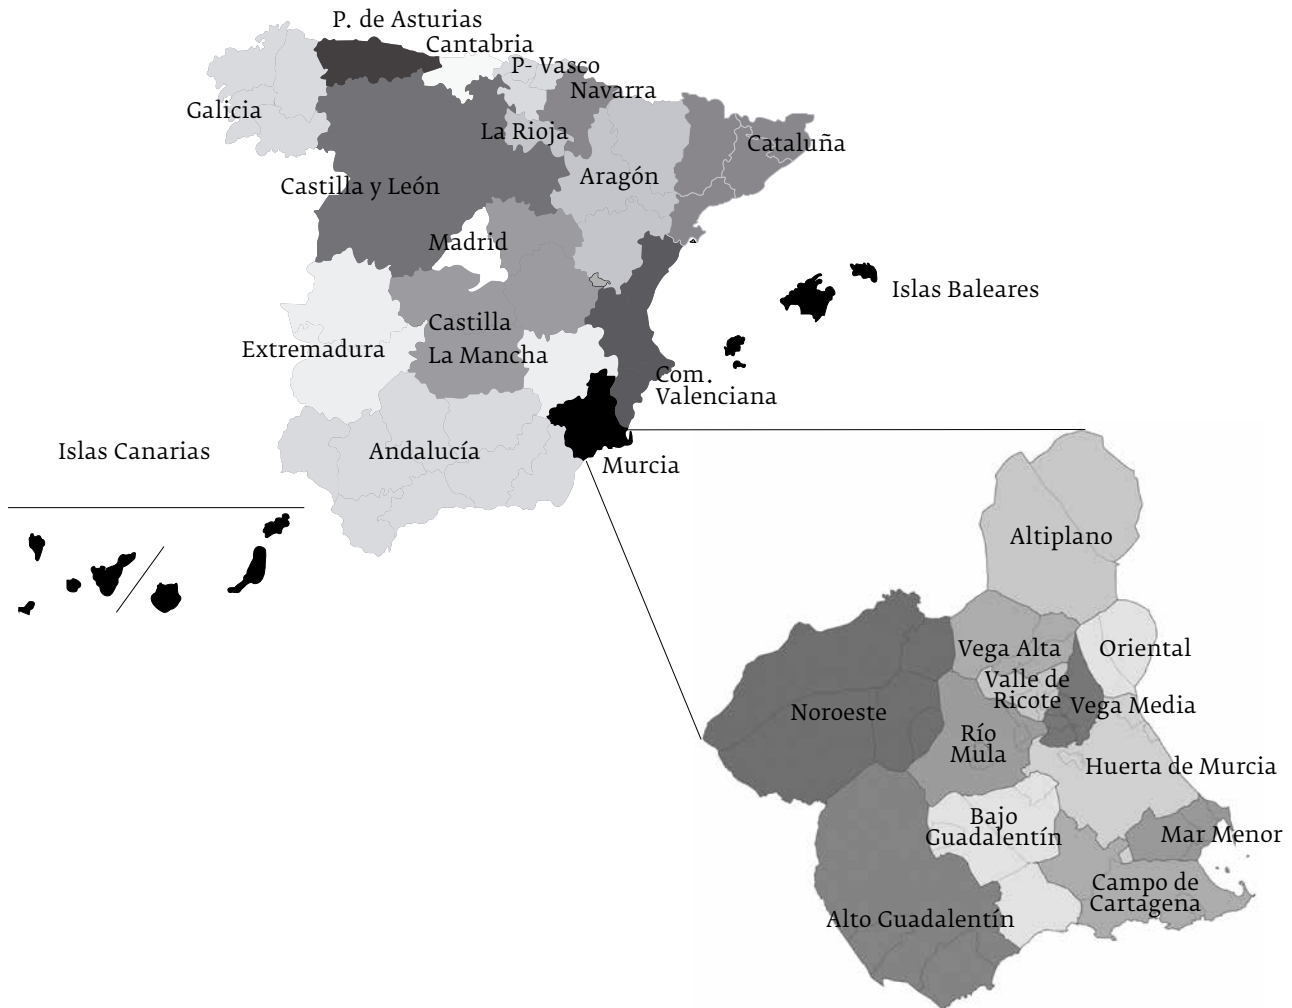 P. de Asturias
Cantabria
P- Vasco
Navarra
Galicia
La Rioja
Cataluña
Aragón
Castilla y León
Madrid
Islas Baleares
Castilla
La Mancha
Extremadura
Com.
Valenciana
Andalucía
Islas Canarias
Murcia
Altiplano
Vega Alta
Oriental
Valle de
Ricote
Vega Media
Noroeste
Río
Mula
Huerta de Murcia
Bajo
Guadalentín
Mar Menor
Campo de
Cartagena
Alto Guadalentín